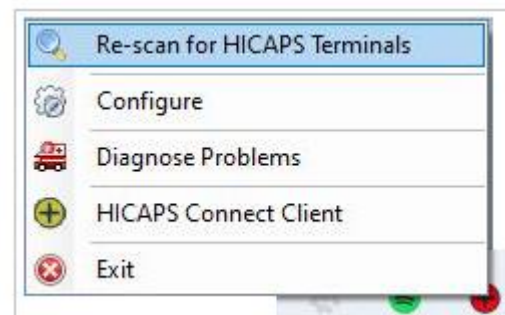 Re-scan for HICAPS Terminals
Configure
Diagnose Problems
HICAPS Connect Client
Exit